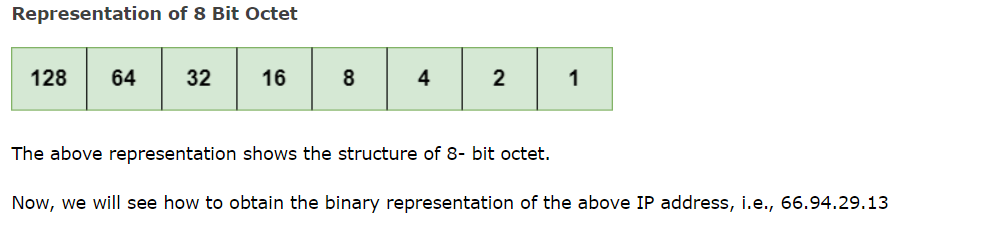 Representation of 8 Bit Octet
128 64 32 16 8 4 2 1
The above representation shows the structure of 8- bit octet.
Now, we will see how to obtain the binary representation of the above IP address, i.e., 66.94.29.13